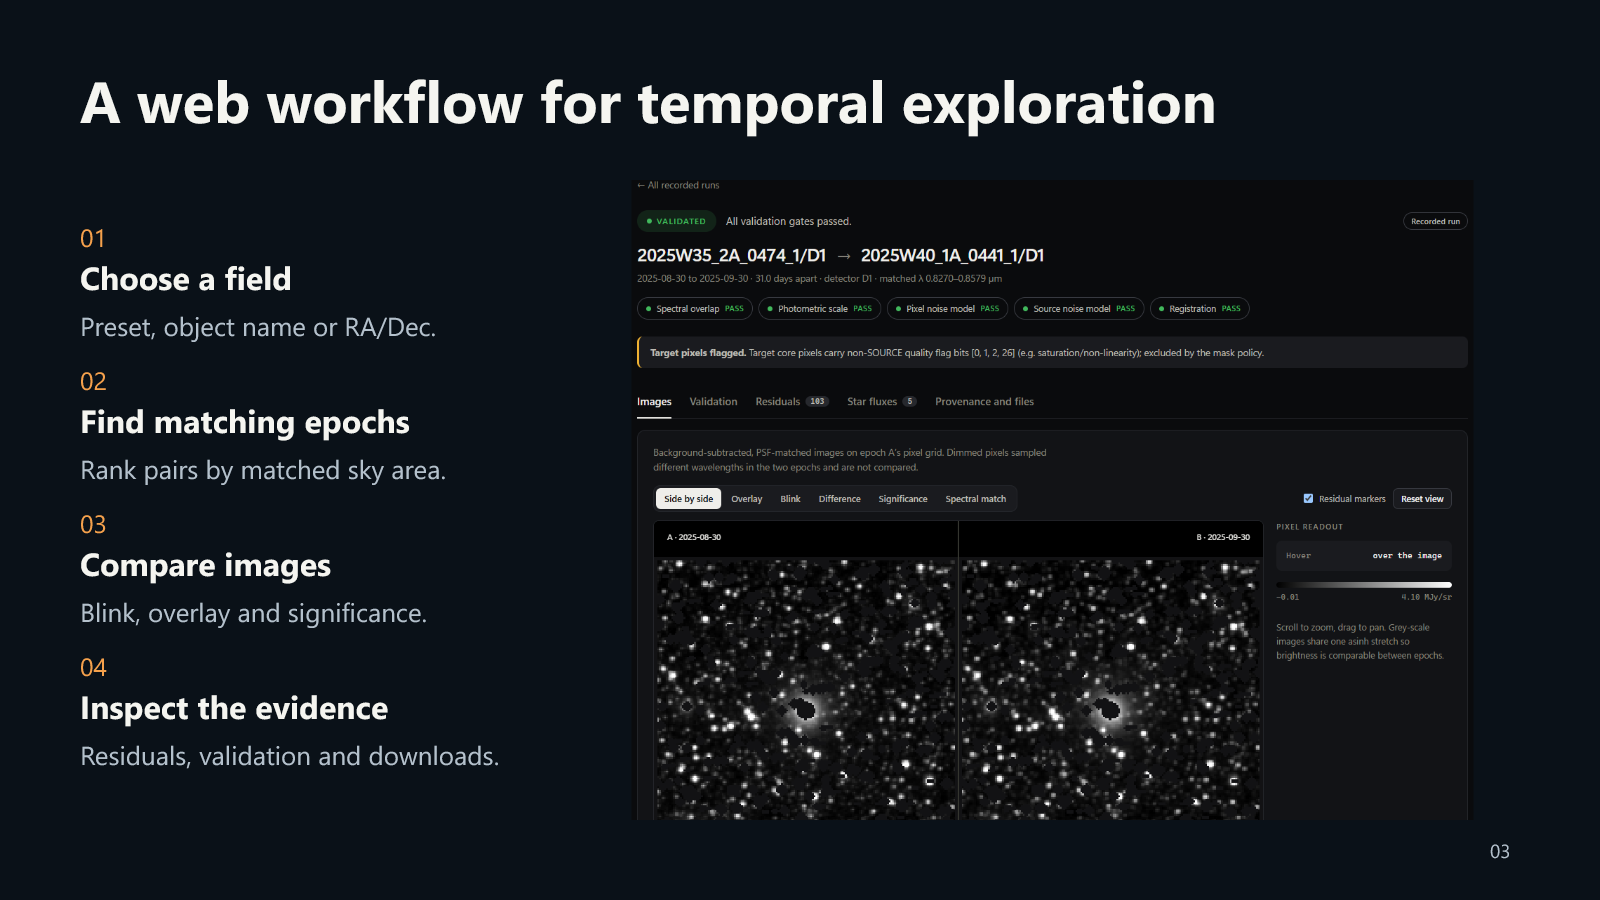 A web workflow for temporal exploration
01
Choose a field
Preset, object name or RA/Dec.
02
Find matching epochs
Rank pairs by matched sky area.
03
Compare images
Blink, overlay and significance.
04
Inspect the evidence
Residuals, validation and downloads.
← All recorded runs
VALIDATED All validation gates passed. Recorded run
2025W35_2A_0474_1/D1 → 2025W40_1A_0441_1/D1
2025-08-30 to 2025-09-30 · 31.0 days apart · detector D1 · matched λ 0.8270–0.8579 μm
Spectral overlap PASS Photometric scale PASS Pixel noise model PASS Source noise model PASS Registration PASS
Target pixels flagged. Target core pixels carry non-SOURCE quality flag bits [0, 1, 2, 26] (e.g. saturation/non-linearity); excluded by the mask policy.
Images Validation Residuals 103 Star fluxes 5 Provenance and files
Background-subtracted, PSF-matched images on epoch A's pixel grid. Dimmed pixels sampled
different wavelengths in the two epochs and are not compared.
Side by side Overlay Blink Difference Significance Spectral match Residual markers Reset view
A · 2025-08-30 B · 2025-09-30
PIXEL READOUT
Hover over the image
−0.01 4.10 MJy/sr
Scroll to zoom, drag to pan. Grey-scale
images share one asinh stretch so
brightness is comparable between epochs.
03